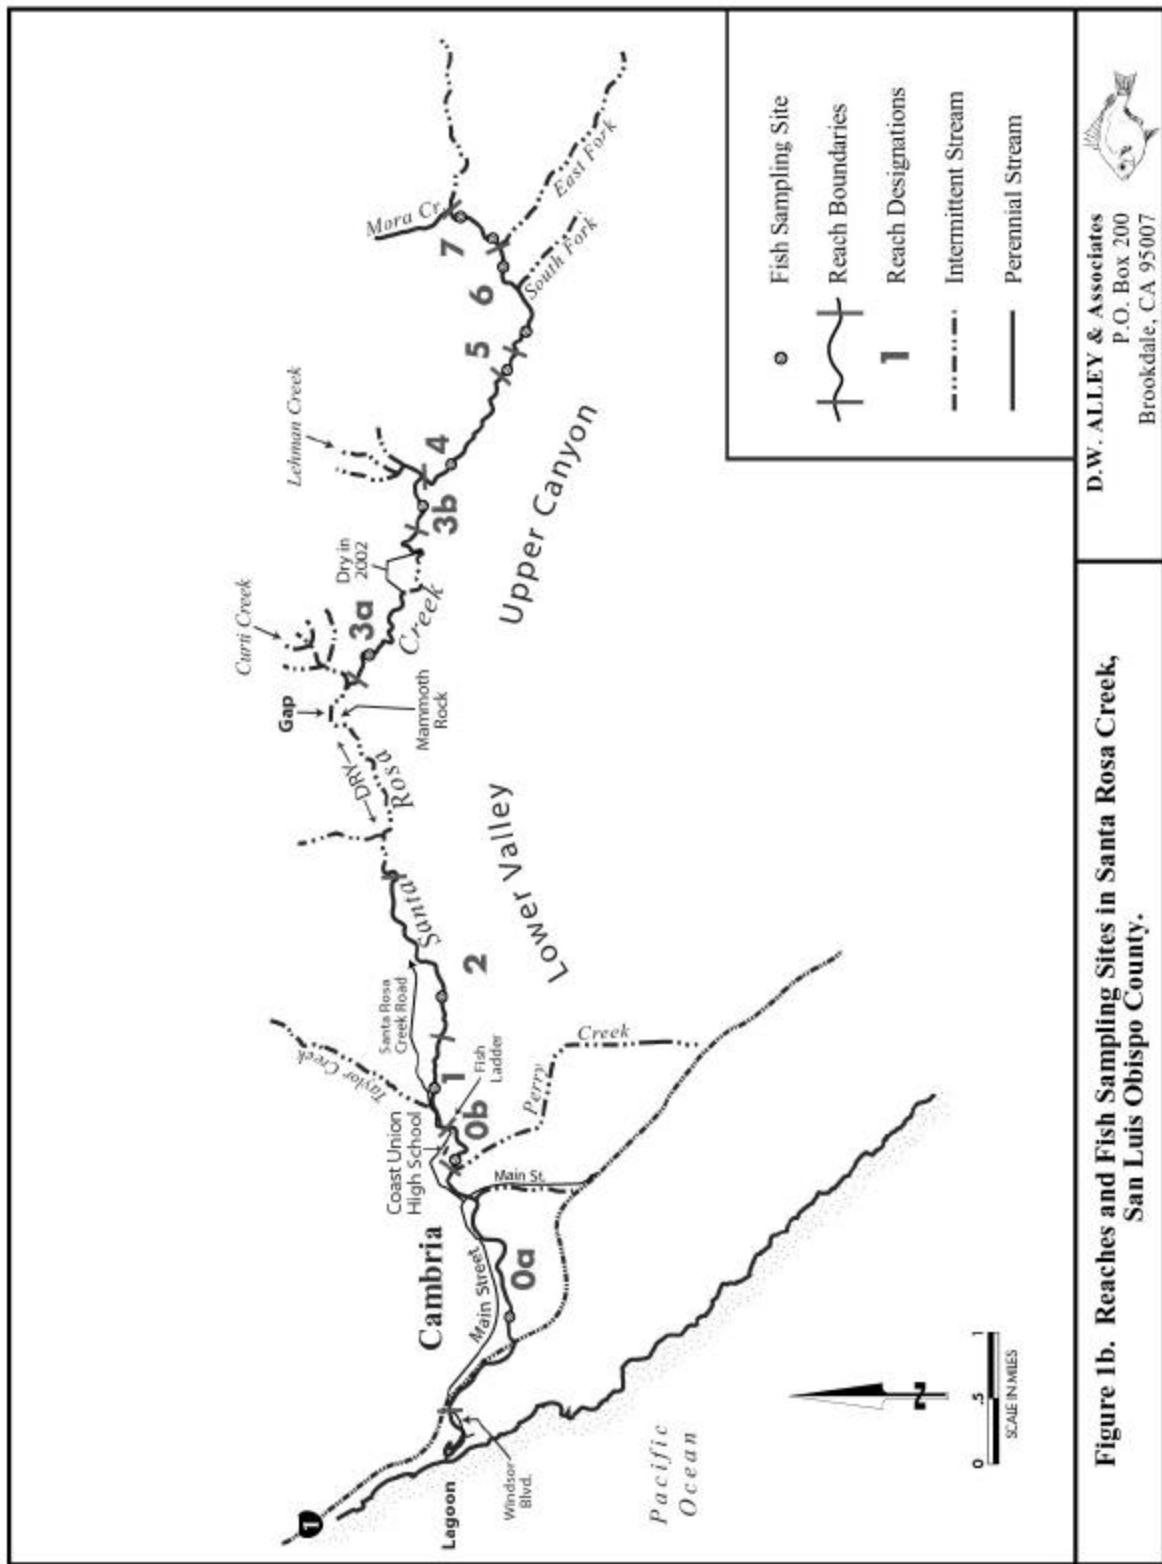 Mora Cr.
East Fork
South Fork
7
6
5
Lehman Creek
4
3b
Upper Canyon
Dry in
2002
Curti Creek
3a
Creek
Gap
Mammoth
Rock
DRY
Rosa
Santa
Lower Valley
2
Santa Rosa
Creek Road
Taylor Creek
1
Fish
Ladder
Coast Union
High School
0b
Perry
Creek
Main St.
Cambria
Main Street
0a
Windsor
Blvd.
Lagoon
1
Pacific
Ocean
N
0 .5 1
SCALE IN MILES
Fish Sampling Site
Reach Boundaries
1 Reach Designations
Intermittent Stream
Perennial Stream
Figure 1b. Reaches and Fish Sampling Sites in Santa Rosa Creek,
San Luis Obispo County.
D.W. ALLEY & Associates
P.O. Box 200
Brookdale, CA 95007